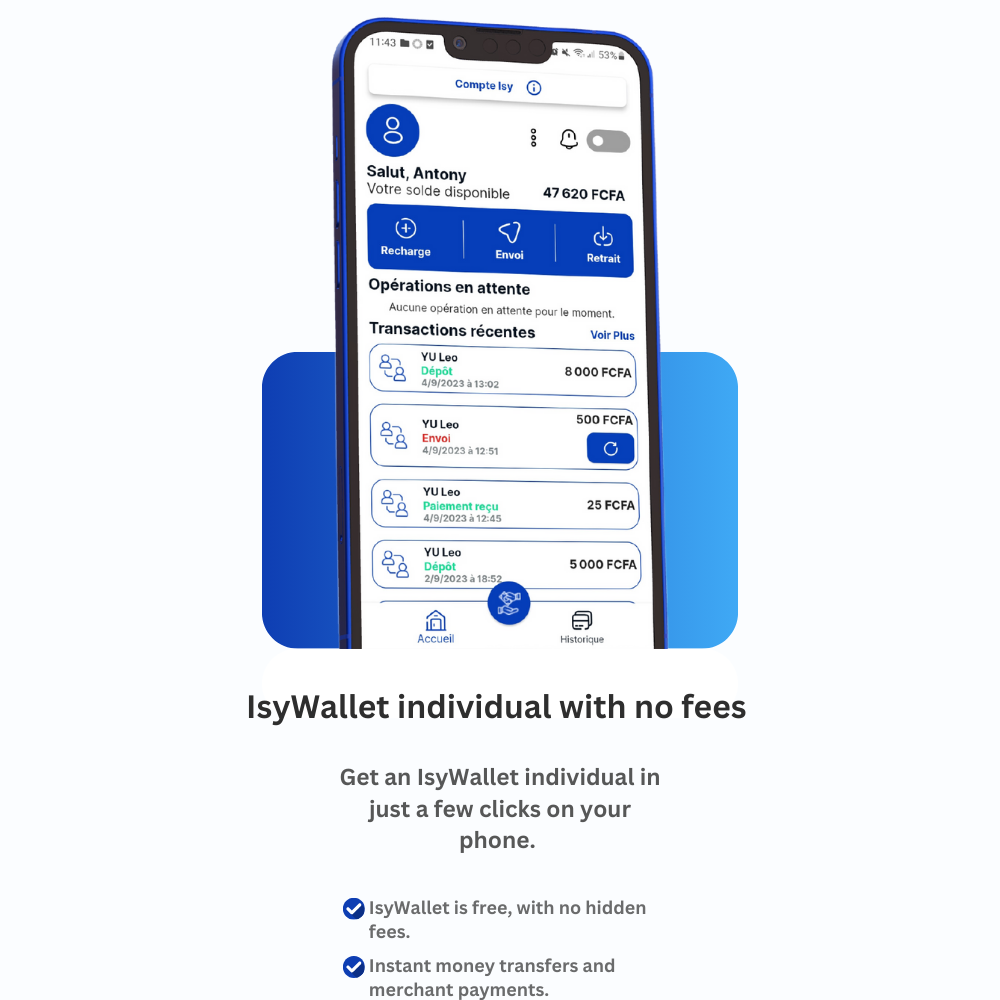 11:43
53%
Compte Isy
Salut, Antony
Votre solde disponible
47 620 FCFA
Recharge
Envoi
Retrait
Opérations en attente
Aucune opération en attente pour le moment.
Transactions récentes
Voir Plus
YU Leo
Dépôt
8 000 FCFA
4/9/2023 à 13:02
500 FCFA
YU Leo
Envoi
4/9/2023 à 12:51
YU Leo
Paiement reçu
25 FCFA
4/9/2023 à 12:45
YU Leo
Dépôt
5 000 FCFA
2/9/2023 à 18:52
Accueil
Historique
IsyWallet individual with no fees
Get an IsyWallet individual in
just a few clicks on your
phone.
IsyWallet is free, with no hidden
fees.
Instant money transfers and
merchant payments.